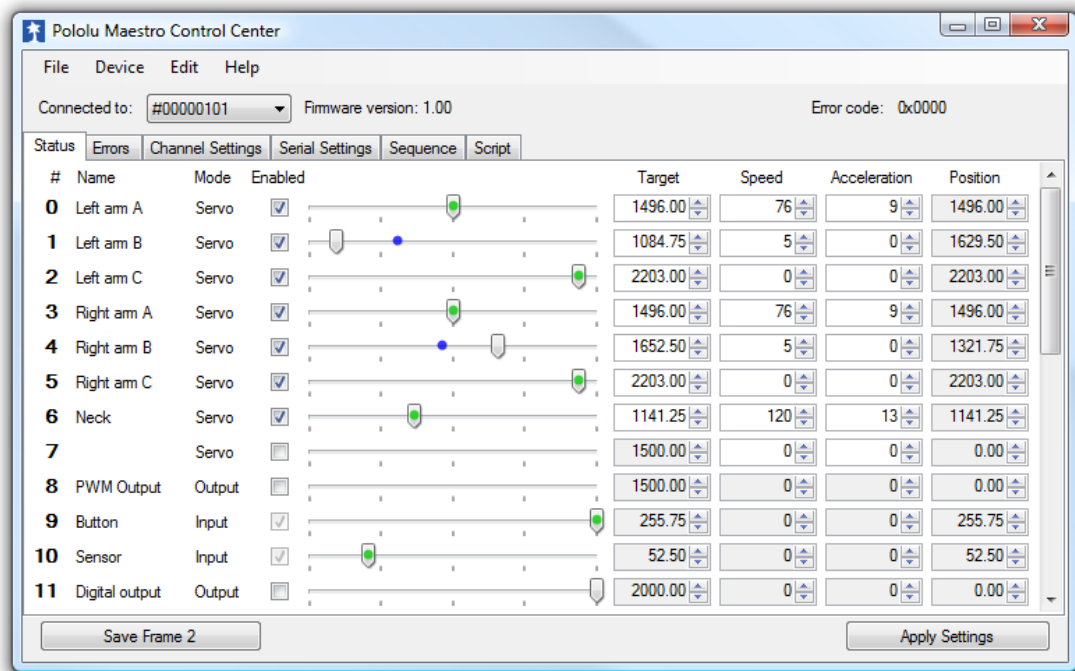 Pololu Maestro Control Center
File Device Edit Help
Connected to: #00000101 Firmware version: 1.00 Error code: 0x0000
Status Errors Channel Settings Serial Settings Sequence Script
# Name Mode Enabled Target Speed Acceleration Position
0 Left arm A Servo 1496.00 76 9 1496.00
1 Left arm B Servo 1084.75 5 0 1629.50
2 Left arm C Servo 2203.00 0 0 2203.00
3 Right arm A Servo 1496.00 76 9 1496.00
4 Right arm B Servo 1652.50 5 0 1321.75
5 Right arm C Servo 2203.00 0 0 2203.00
6 Neck Servo 1141.25 120 13 1141.25
7 Servo 1500.00 0 0 0.00
8 PWM Output Output 1500.00 0 0 0.00
9 Button Input 255.75 0 0 255.75
10 Sensor Input 52.50 0 0 52.50
11 Digital output Output 2000.00 0 0 0.00
Save Frame 2 Apply Settings